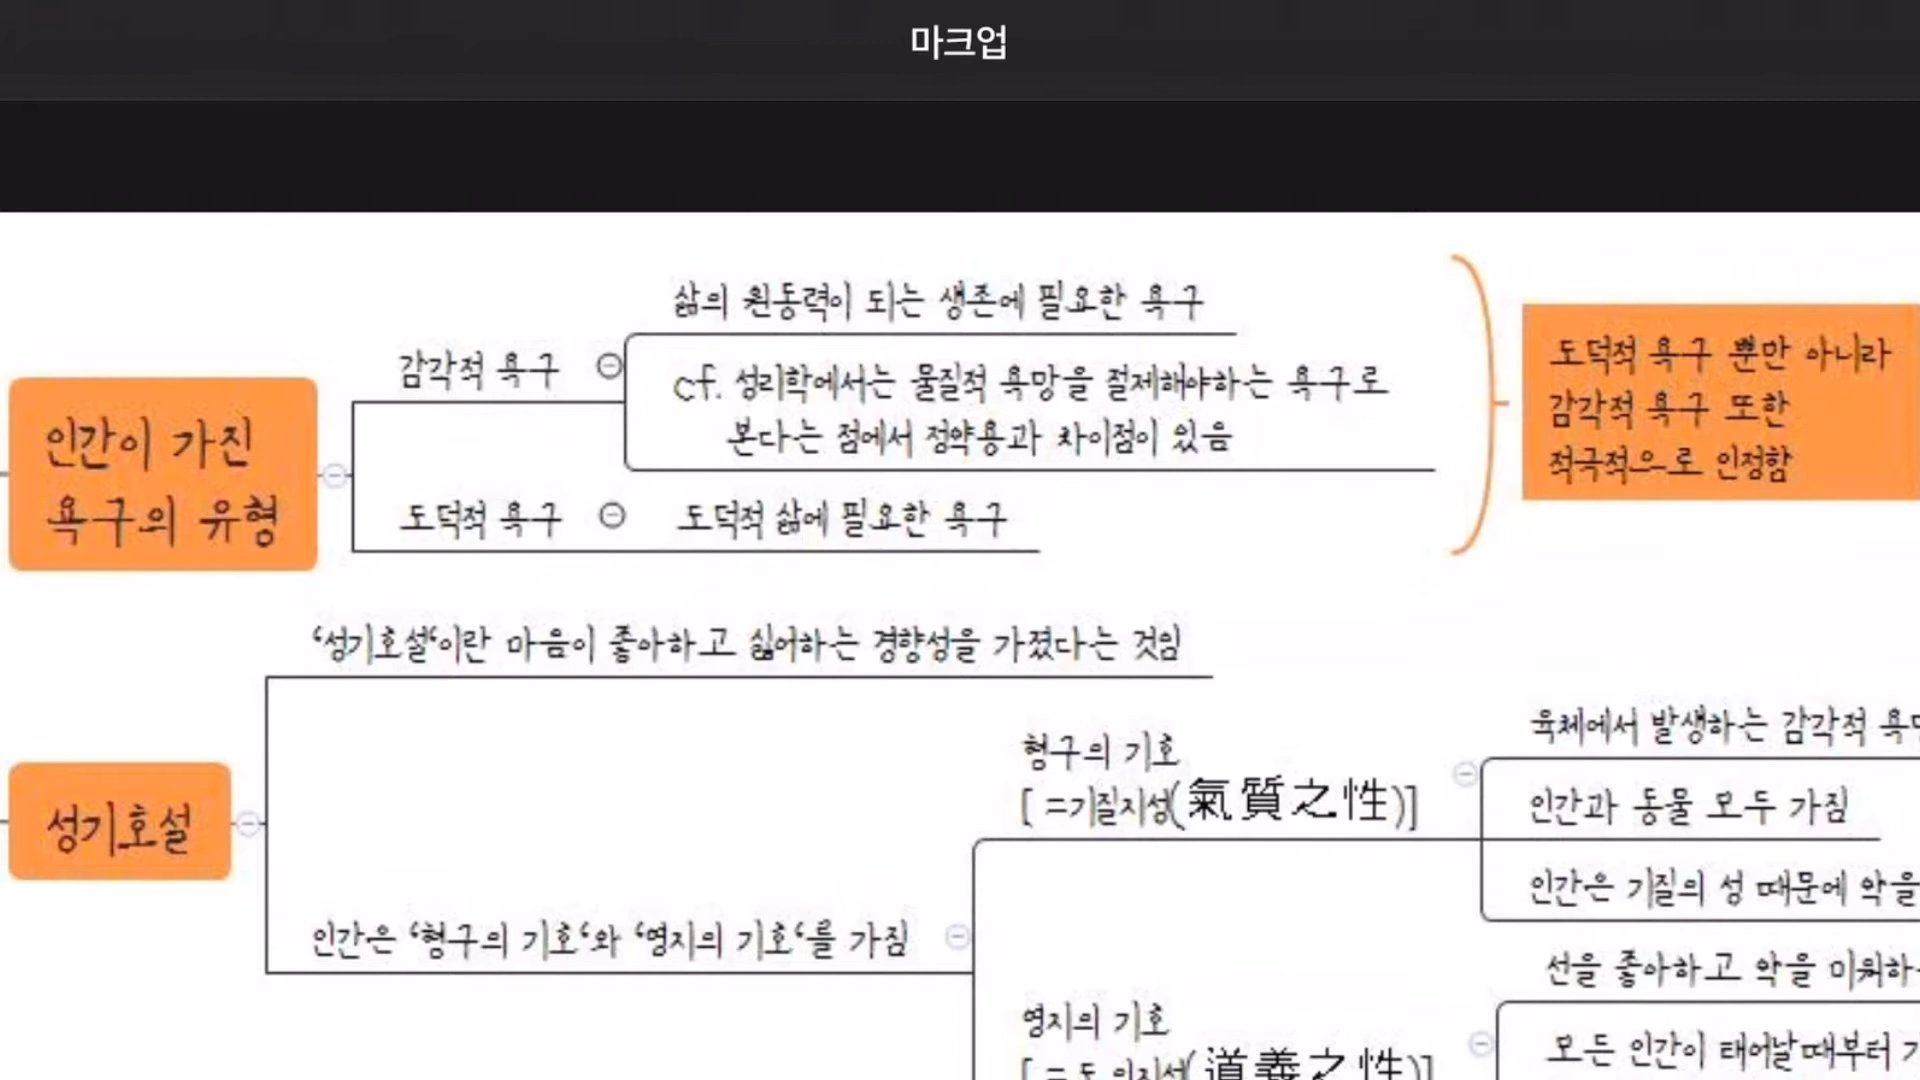 마크업
인간이 가진
욕구의 유형
감각적 욕구
삶의 원동력이 되는 생존에 필요한 욕구
cf. 성리학에서는 물질적 욕망을 절제해야하는 욕구로
본다는 점에서 정약용과 차이점이 있음
도덕적 욕구
도덕적 삶에 필요한 욕구
도덕적 욕구 뿐만 아니라
감각적 욕구 또한
적극적으로 인정함
성기호설
‘성기호설‘이란 마음이 좋아하고 싫어하는 경향성을 가졌다는 것임
인간은 ‘형구의 기호‘와 ‘영지의 기호‘를 가짐
형구의 기호
[ =기질지성(氣質之性)]
육체에서 발생하는 감각적
인간과 동물 모두 가짐
인간은 기질의 성 때문에 악을
영지의 기호
[ = 도의지성(道義之性)]
선을 좋아하고 악을 미워하
모든 인간이 태어날때부터